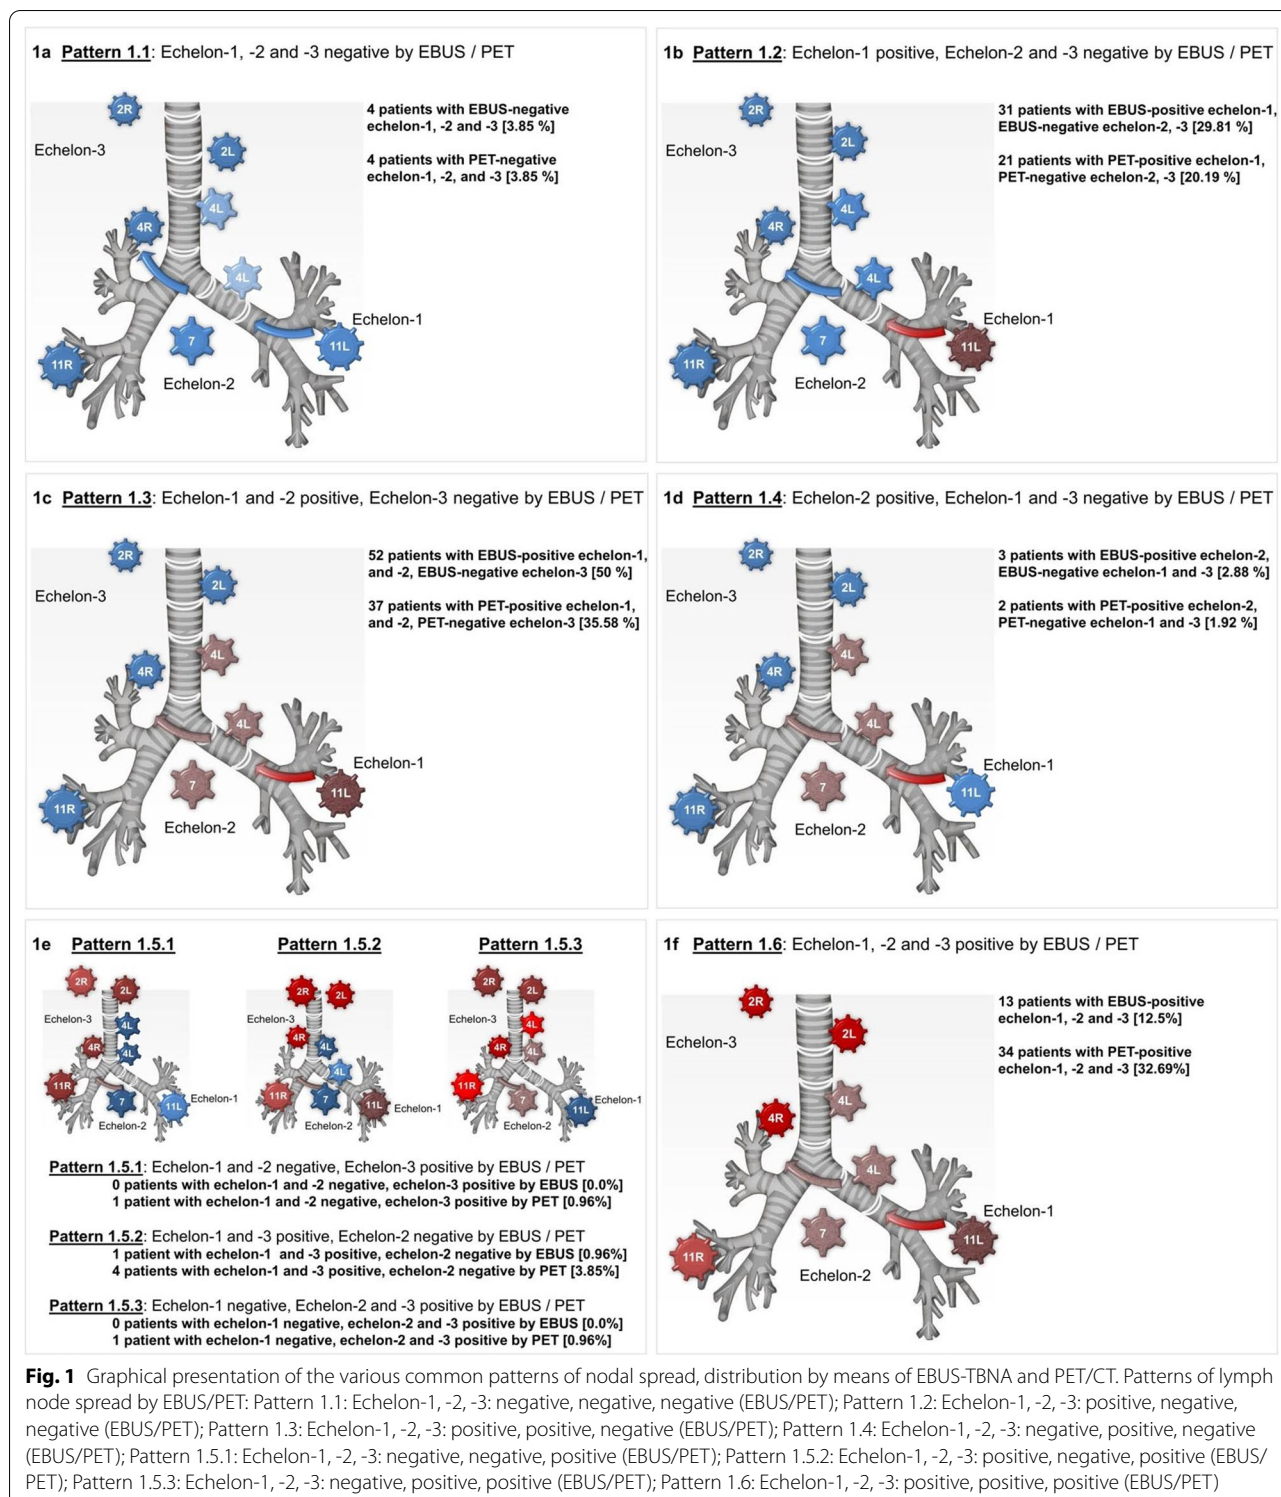 1a Pattern 1.1: Echelon-1, -2 and -3 negative by EBUS / PET
2R
4 patients with EBUS-negative
echelon-1, -2 and -3 [3.85 %]
Echelon-3
2L
4 patients with PET-negative
echelon-1, -2, and -3 [3.85 %]
4L
4R
4L
Echelon-1
7
11L
11R
Echelon-2
1b Pattern 1.2: Echelon-1 positive, Echelon-2 and -3 negative by EBUS / PET
2R
31 patients with EBUS-positive echelon-1,
EBUS-negative echelon-2, -3 [29.81 %]
Echelon-3
2L
21 patients with PET-positive echelon-1,
PET-negative echelon-2, -3 [20.19 %]
4L
4R
4L
Echelon-1
7
11L
11R
Echelon-2
1c Pattern 1.3: Echelon-1 and -2 positive, Echelon-3 negative by EBUS / PET
2R
52 patients with EBUS-positive echelon-1,
and -2, EBUS-negative echelon-3 [50 %]
Echelon-3
2L
37 patients with PET-positive echelon-1,
and -2, PET-negative echelon-3 [35.58 %]
4L
4R
4L
Echelon-1
7
11L
11R
Echelon-2
1d Pattern 1.4: Echelon-2 positive, Echelon-1 and -3 negative by EBUS / PET
2R
3 patients with EBUS-positive echelon-2,
EBUS-negative echelon-1 and -3 [2.88 %]
Echelon-3
2L
2 patients with PET-positive echelon-2,
PET-negative echelon-1 and -3 [1.92 %]
4L
4R
4L
Echelon-1
7
11L
11R
Echelon-2
1e Pattern 1.5.1
2R
2L
Echelon-3
4L
4R
4L
11R
7
11L
Echelon-1
Echelon-2
Pattern 1.5.2
2R
2L
Echelon-3
4R
4L
4L
11R
7
11L
Echelon-1
Echelon-2
Pattern 1.5.3
2R
2L
Echelon-3
4L
4R
4L
11R
7
11L
Echelon-1
Echelon-2
Pattern 1.5.1: Echelon-1 and -2 negative, Echelon-3 positive by EBUS / PET
0 patients with echelon-1 and -2 negative, echelon-3 positive by EBUS [0.0%]
1 patient with echelon-1 and -2 negative, echelon-3 positive by PET [0.96%]
Pattern 1.5.2: Echelon-1 and -3 positive, Echelon-2 negative by EBUS / PET
1 patient with echelon-1 and -3 positive, echelon-2 negative by EBUS [0.96%]
4 patients with echelon-1 and -3 positive, echelon-2 negative by PET [3.85%]
Pattern 1.5.3: Echelon-1 negative, Echelon-2 and -3 positive by EBUS / PET
0 patients with echelon-1 negative, echelon-2 and -3 positive by EBUS [0.0%]
1 patient with echelon-1 negative, echelon-2 and -3 positive by PET [0.96%]
1f Pattern 1.6: Echelon-1, -2 and -3 positive by EBUS / PET
2R
13 patients with EBUS-positive
echelon-1, -2 and -3 [12.5%]
Echelon-3
2L
34 patients with PET-positive
echelon-1, -2 and -3 [32.69%]
4L
4R
4L
Echelon-1
7
11L
11R
Echelon-2
Fig. 1 Graphical presentation of the various common patterns of nodal spread, distribution by means of EBUS-TBNA and PET/CT. Patterns of lymph
node spread by EBUS/PET: Pattern 1.1: Echelon-1, -2, -3: negative, negative, negative (EBUS/PET); Pattern 1.2: Echelon-1, -2, -3: positive, negative,
negative (EBUS/PET); Pattern 1.3: Echelon-1, -2, -3: positive, positive, negative (EBUS/PET); Pattern 1.4: Echelon-1, -2, -3: negative, positive, negative
(EBUS/PET); Pattern 1.5.1: Echelon-1, -2, -3: negative, negative, positive (EBUS/PET); Pattern 1.5.2: Echelon-1, -2, -3: positive, negative, positive (EBUS/
PET); Pattern 1.5.3: Echelon-1, -2, -3: negative, positive, positive (EBUS/PET); Pattern 1.6: Echelon-1, -2, -3: positive, positive, positive (EBUS/PET)